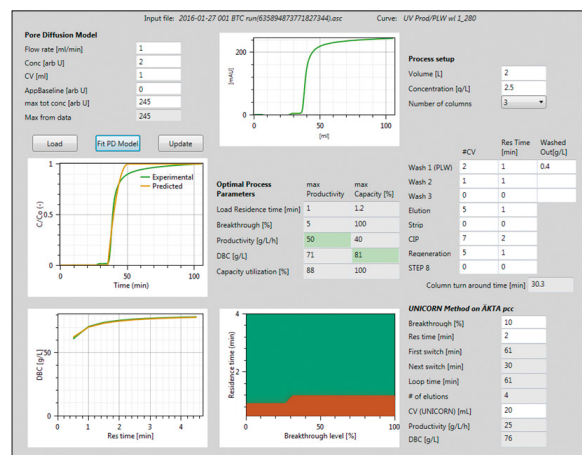 Input file: 2016-01-27 001 BTC run(635894873771827344).asc Curve: UV Prod/PLW wl.1_280
Pore Diffusion Model
Flow rate [ml/min] 1
Conc [arb U] 2
CV [ml] 1
AppBaseline [arb U] 0
max tot conc [arb U] 245
Max from data 245
Load Fit PD Model Update
[mAU]
200
0
0 50 100
[ml]
Process setup
Volume [L] 2
Concentration [g/L] 2.5
Number of columns 3
#CV Res Time [min] Washed Out[g/L]
Wash 1 (PLW) 2 1 0.4
Wash 2 1 1
Wash 3 0 0
Elution 5 1
Strip 0 0
CIP 7 2
Regeneration 5 1
STEP 8 0 0
Column turn around time [min] 30.3
C/Co [%]
1
0.5
0
Experimental
Predicted
0 50 100
Time (min)
Optimal Process Parameters max Productivity max Capacity [%]
Load Residence time [min] 1 1.2
Breakthrough [%] 5 100
Productivity [g/L/h] 50 40
DBC [g/L] 71 81
Capacity utilization [%] 88 100
DBC [g/L]
50
0 1 2 3 4
Res time [min]
Residence time (min)
4
2
0 50 100
Breakthrough level [%]
UNICORN Method on ÄKTA pcc
Breakthrough [%] 10
Res time [min] 2
First switch [min] 61
Next switch [min] 30
Loop time [min] 61
# of elutions 4
CV (UNICORN) [mL] 20
Productivity [g/L/h] 25
DBC [g/L] 76